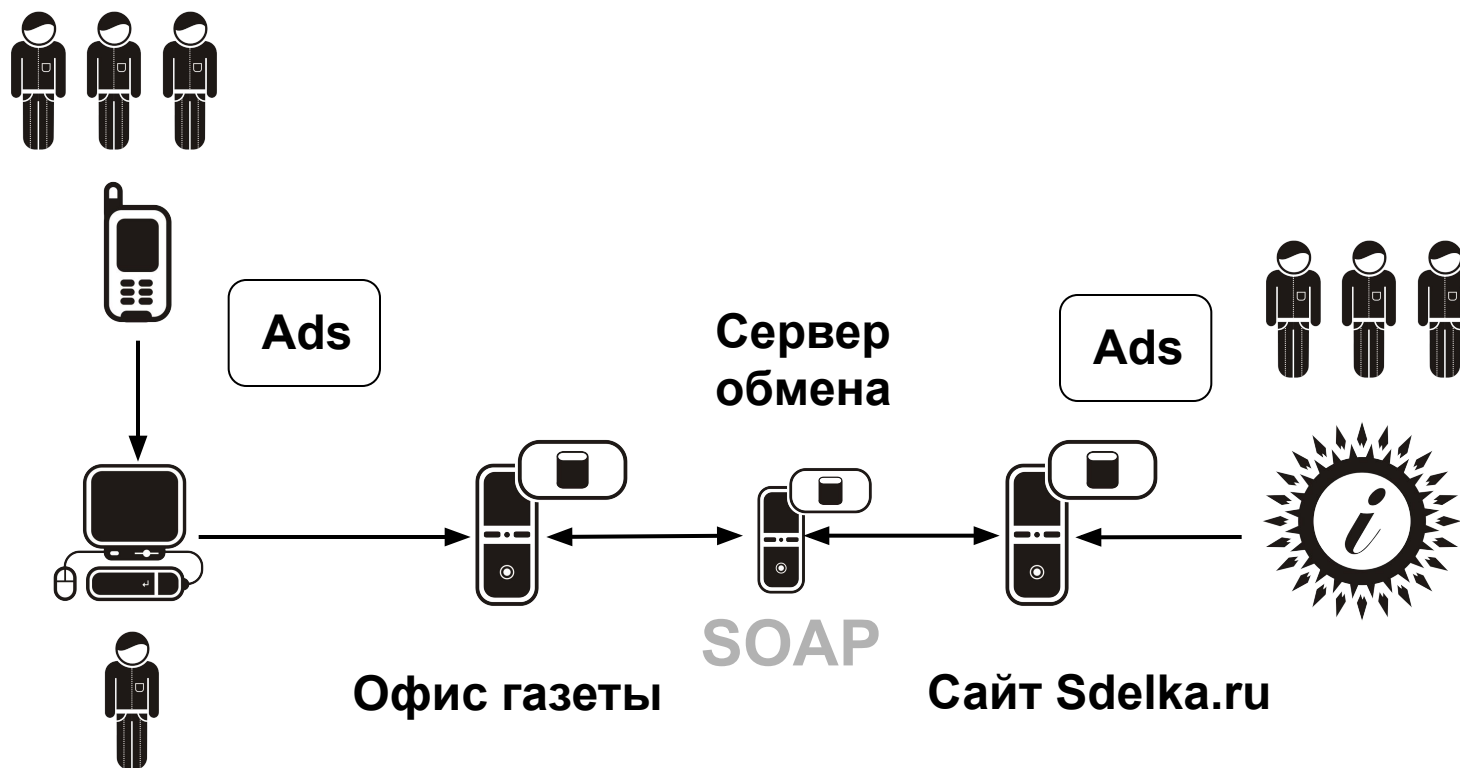 Ads
Сервер
обмена
Ads
SOAP
Офис газеты
Сайт Sdelka.ru
i